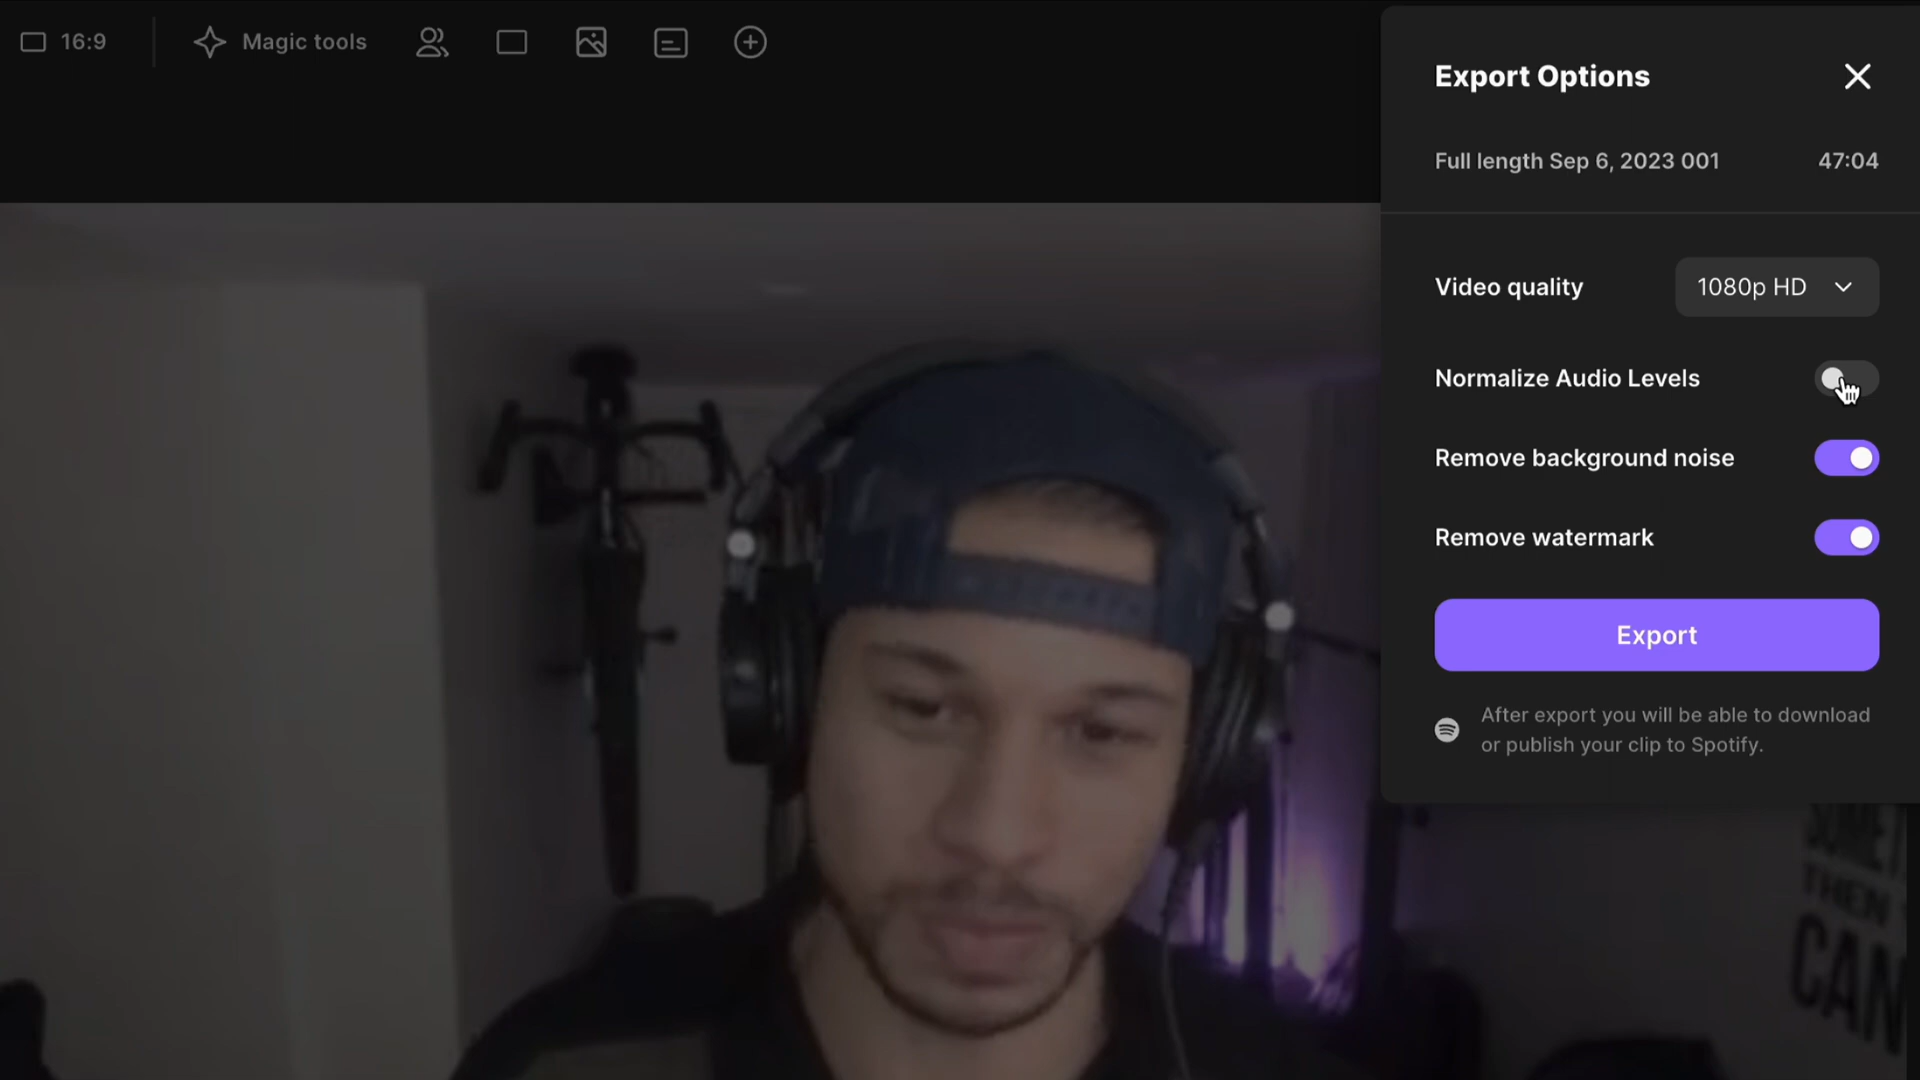 16:9
Magic tools
Export Options
Full length Sep 6, 2023 001
47:04
Video quality
1080p HD
Normalize Audio Levels
Remove background noise
Remove watermark
Export
After export you will be able to download
or publish your clip to Spotify.
THEN
CAN